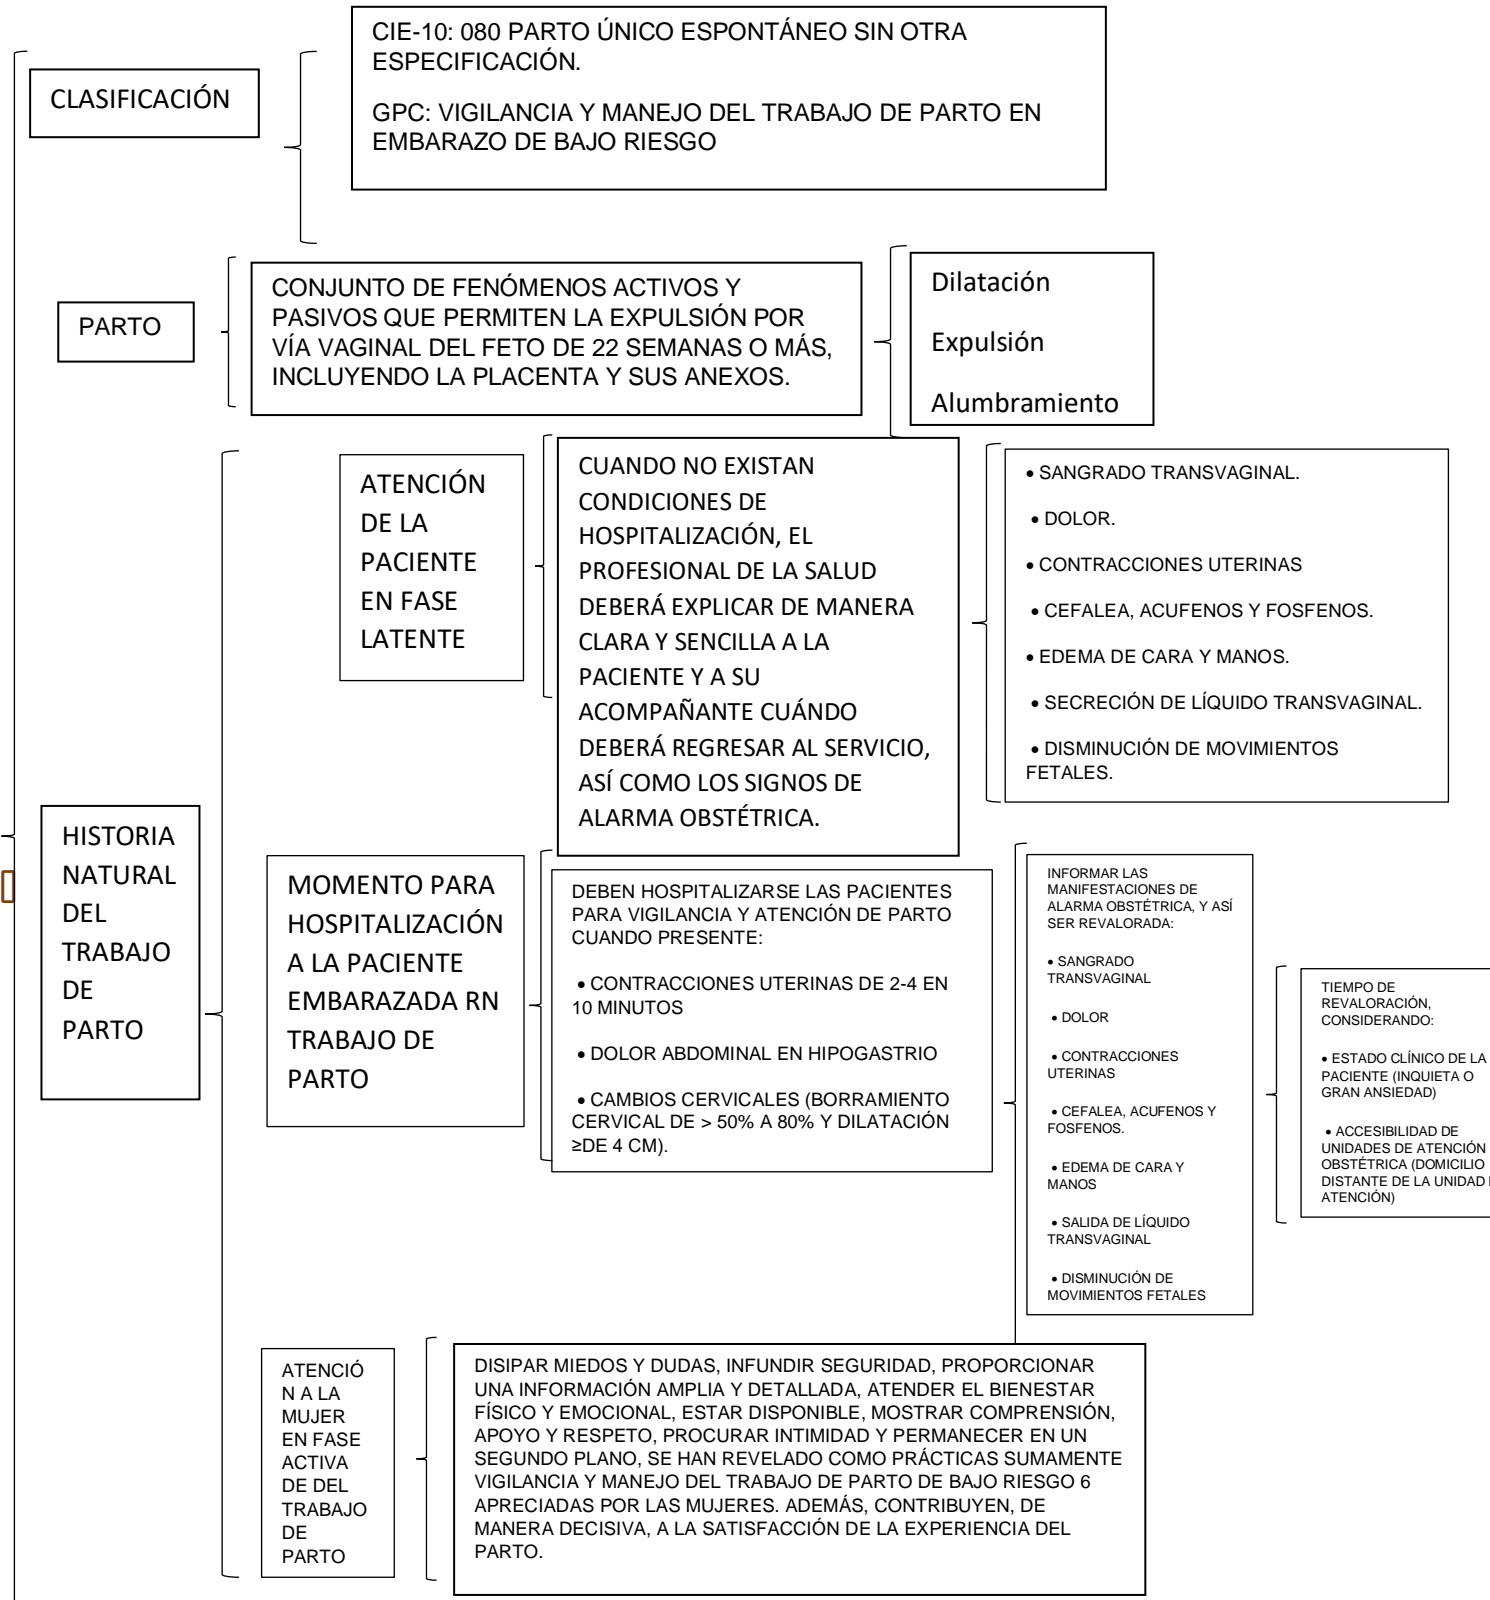 CLASIFICACIÓN
CIE-10: 080 PARTO ÚNICO ESPONTÁNEO SIN OTRA
ESPECIFICACIÓN.
GPC: VIGILANCIA Y MANEJO DEL TRABAJO DE PARTO EN
EMBARAZO DE BAJO RIESGO
PARTO
CONJUNTO DE FENÓMENOS ACTIVOS Y
PASIVOS QUE PERMITEN LA EXPULSIÓN POR
VÍA VAGINAL DEL FETO DE 22 SEMANAS O MÁS,
INCLUYENDO LA PLACENTA Y SUS ANEXOS.
Dilatación
Expulsión
Alumbramiento
HISTORIA
NATURAL
DEL
TRABAJO
DE
PARTO
ATENCIÓN
DE LA
PACIENTE
EN FASE
LATENTE
CUANDO NO EXISTAN
CONDICIONES DE
HOSPITALIZACIÓN, EL
PROFESIONAL DE LA SALUD
DEBERÁ EXPLICAR DE MANERA
CLARA Y SENCILLA A LA
PACIENTE Y A SU
ACOMPAÑANTE CUÁNDO
DEBERÁ REGRESAR AL SERVICIO,
ASÍ COMO LOS SIGNOS DE
ALARMA OBSTÉTRICA.
• SANGRADO TRANSVAGINAL.
• DOLOR.
• CONTRACCIONES UTERINAS
• CEFALEA, ACUFENOS Y FOSFENOS.
• EDEMA DE CARA Y MANOS.
• SECRECIÓN DE LÍQUIDO TRANSVAGINAL.
• DISMINUCIÓN DE MOVIMIENTOS
FETALES.
MOMENTO PARA
HOSPITALIZACIÓN
A LA PACIENTE
EMBARAZADA RN
TRABAJO DE
PARTO
DEBEN HOSPITALIZARSE LAS PACIENTES
PARA VIGILANCIA Y ATENCIÓN DE PARTO
CUANDO PRESENTE:
• CONTRACCIONES UTERINAS DE 2-4 EN
10 MINUTOS
• DOLOR ABDOMINAL EN HIPOGASTRIO
• CAMBIOS CERVICALES (BORRAMIENTO
CERVICAL DE > 50% A 80% Y DILATACIÓN
≥DE 4 CM).
INFORMAR LAS
MANIFESTACIONES DE
ALARMA OBSTÉTRICA, Y ASÍ
SER REVALORADA:
• SANGRADO
TRANSVAGINAL
• DOLOR
• CONTRACCIONES
UTERINAS
• CEFALEA, ACUFENOS Y
FOSFENOS.
• EDEMA DE CARA Y
MANOS
• SALIDA DE LÍQUIDO
TRANSVAGINAL
• DISMINUCIÓN DE
MOVIMIENTOS FETALES
TIEMPO DE
REVALORACIÓN,
CONSIDERANDO:
• ESTADO CLÍNICO DE LA
PACIENTE (INQUIETA O
GRAN ANSIEDAD)
• ACCESIBILIDAD DE
UNIDADES DE ATENCIÓN
OBSTÉTRICA (DOMICILIO
DISTANTE DE LA UNIDAD
ATENCIÓN)
ATENCIÓ
N A LA
MUJER
EN FASE
ACTIVA
DE DEL
TRABAJO
DE
PARTO
DISIPAR MIEDOS Y DUDAS, INFUNDIR SEGURIDAD, PROPORCIONAR
UNA INFORMACIÓN AMPLIA Y DETALLADA, ATENDER EL BIENESTAR
FÍSICO Y EMOCIONAL, ESTAR DISPONIBLE, MOSTRAR COMPRENSIÓN,
APOYO Y RESPETO, PROCURAR INTIMIDAD Y PERMANECER EN UN
SEGUNDO PLANO, SE HAN REVELADO COMO PRÁCTICAS SUMAMENTE
VIGILANCIA Y MANEJO DEL TRABAJO DE PARTO DE BAJO RIESGO 6
APRECIADAS POR LAS MUJERES. ADEMÁS, CONTRIBUYEN, DE
MANERA DECISIVA, A LA SATISFACCIÓN DE LA EXPERIENCIA DEL
PARTO.